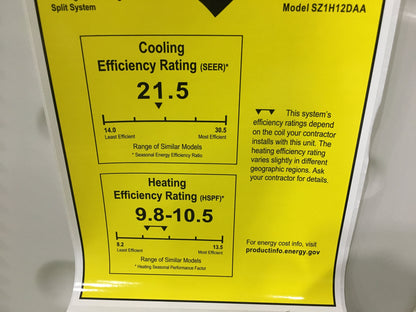 Split System
Model SZ1H12DAA
Cooling
Efficiency Rating (SEER)*
21.5
14.0 30.5
Least Efficient Most Efficient
Range of Similar Models
* Seasonal Energy Efficiency Ratio
This system's
efficiency ratings depend
on the coil your contractor
installs with this unit. The
heating efficiency rating
varies slightly in different
geographic regions. Ask
your contractor for details.
Heating
Efficiency Rating (HSPF)*
9.8-10.5
8.2 13.5
Least Efficient Most Efficient
Range of Similar Models
* Heating Seasonal Performance Factor
For energy cost info, visit
productinfo.energy.gov